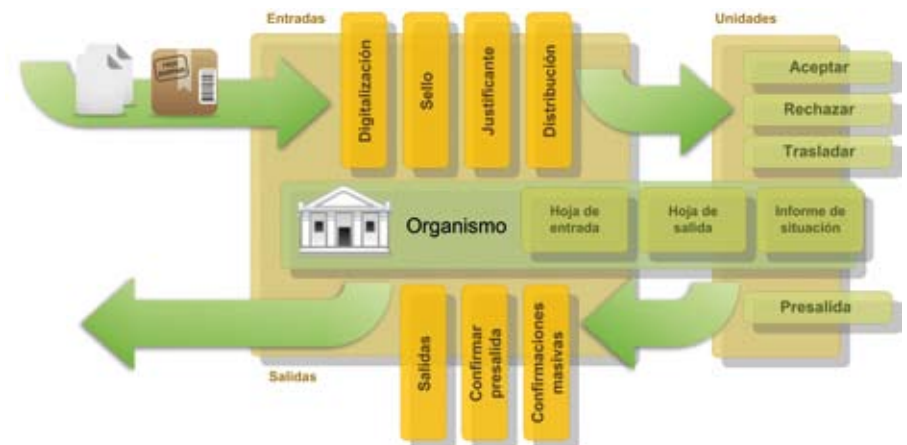 Entradas
Unidades
Digitalización
Sello
Justificante
Distribución
Aceptar
Rechazar
Trasladar
Organismo
Hoja de
entrada
Hoja de
salida
Informe de
situación
Presalida
Salidas
Confirmar
presalida
Confirmaciones
masivas
Salidas